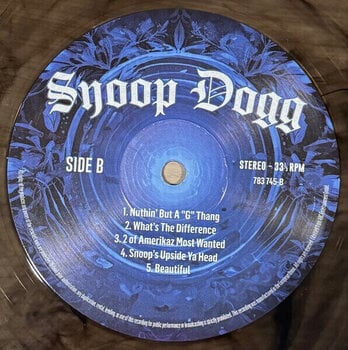 Snoop Dogg
SIDE B
STEREO - 33⅓ RPM
783 745-B
1. Nuthin' But A "G" Thang
2. What's The Difference
3. 2 of Amerikaz Most Wanted
4. Snoop's Upside Ya Head
5. Beautiful